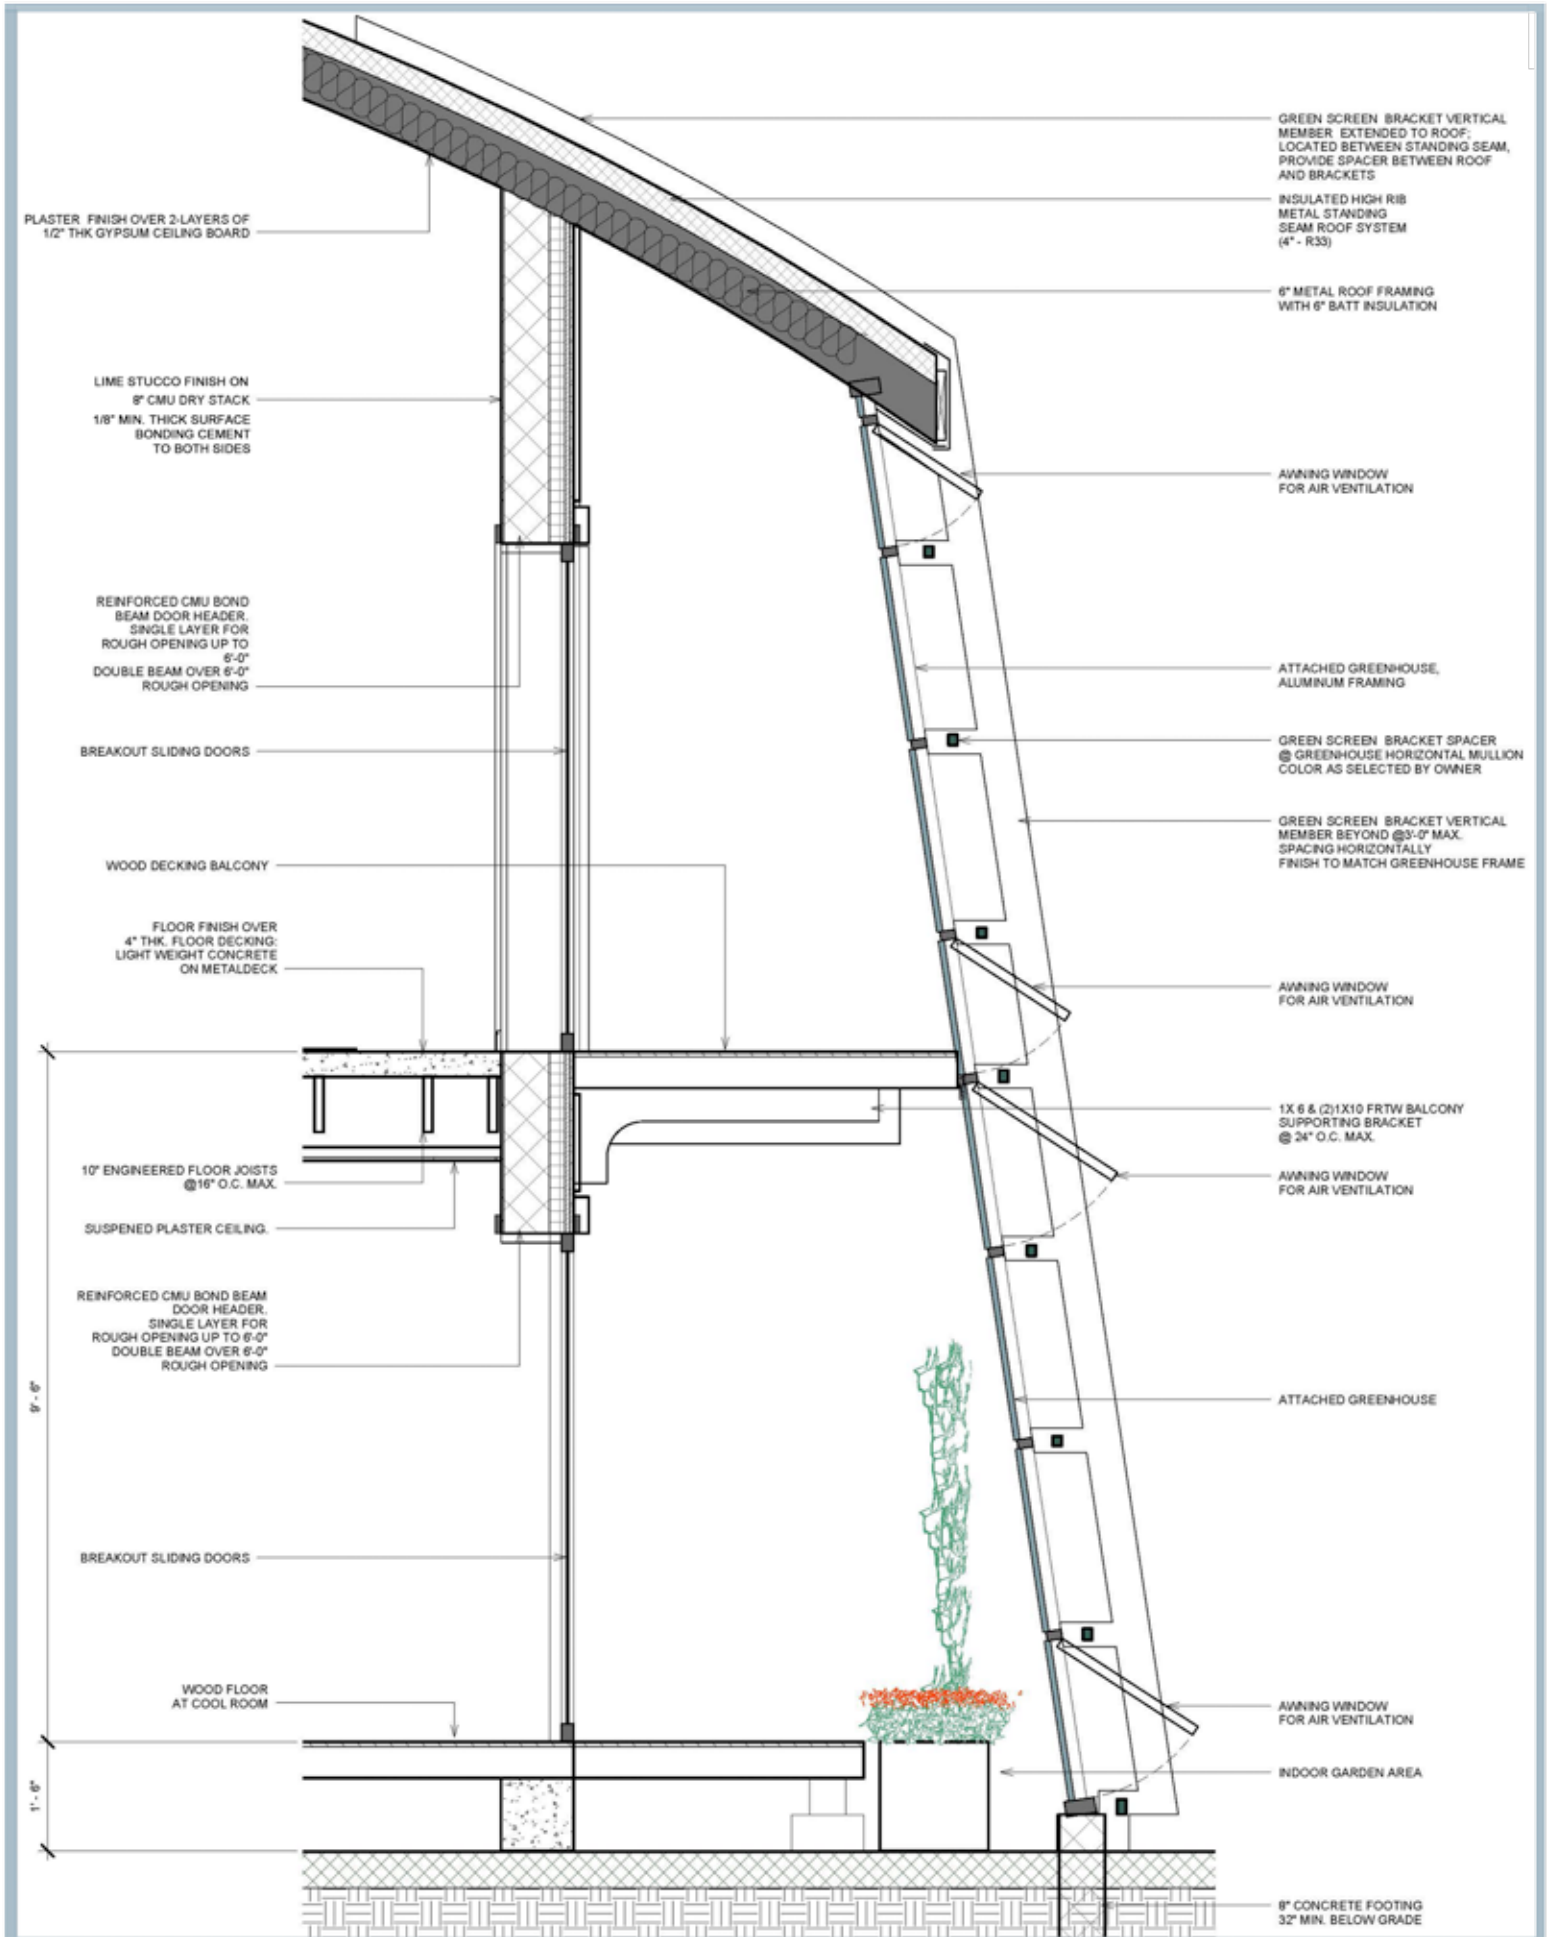 GREEN SCREEN BRACKET VERTICAL
MEMBER EXTENDED TO ROOF;
LOCATED BETWEEN STANDING SEAM,
PROVIDE SPACER BETWEEN ROOF
AND BRACKETS
INSULATED HIGH RIB
METAL STANDING
SEAM ROOF SYSTEM
(4" - R33)
6" METAL ROOF FRAMING
WITH 6" BATT INSULATION
AWNING WINDOW
FOR AIR VENTILATION
ATTACHED GREENHOUSE,
ALUMINUM FRAMING
GREEN SCREEN BRACKET SPACER
@ GREENHOUSE HORIZONTAL MULLION
COLOR AS SELECTED BY OWNER
GREEN SCREEN BRACKET VERTICAL
MEMBER BEYOND @3'-0" MAX.
SPACING HORIZONTALLY
FINISH TO MATCH GREENHOUSE FRAME
AWNING WINDOW
FOR AIR VENTILATION
1X 6 & (2)1X10 FRTW BALCONY
SUPPORTING BRACKET
@ 24" O.C. MAX.
AWNING WINDOW
FOR AIR VENTILATION
ATTACHED GREENHOUSE
AWNING WINDOW
FOR AIR VENTILATION
INDOOR GARDEN AREA
8" CONCRETE FOOTING
32" MIN. BELOW GRADE
PLASTER FINISH OVER 2-LAYERS OF
1/2" THK GYPSUM CEILING BOARD
LIME STUCCO FINISH ON
8" CMU DRY STACK
1/8" MIN. THICK SURFACE
BONDING CEMENT
TO BOTH SIDES
REINFORCED CMU BOND
BEAM DOOR HEADER.
SINGLE LAYER FOR
ROUGH OPENING UP TO
6'-0"
DOUBLE BEAM OVER 6'-0"
ROUGH OPENING
BREAKOUT SLIDING DOORS
WOOD DECKING BALCONY
FLOOR FINISH OVER
4" THK. FLOOR DECKING:
LIGHT WEIGHT CONCRETE
ON METALDECK
10" ENGINEERED FLOOR JOISTS
@16" O.C. MAX.
SUSPENED PLASTER CEILING.
REINFORCED CMU BOND BEAM
DOOR HEADER.
SINGLE LAYER FOR
ROUGH OPENING UP TO 6'-0"
DOUBLE BEAM OVER 6'-0"
ROUGH OPENING
9' - 6"
BREAKOUT SLIDING DOORS
WOOD FLOOR
AT COOL ROOM
1' - 6"